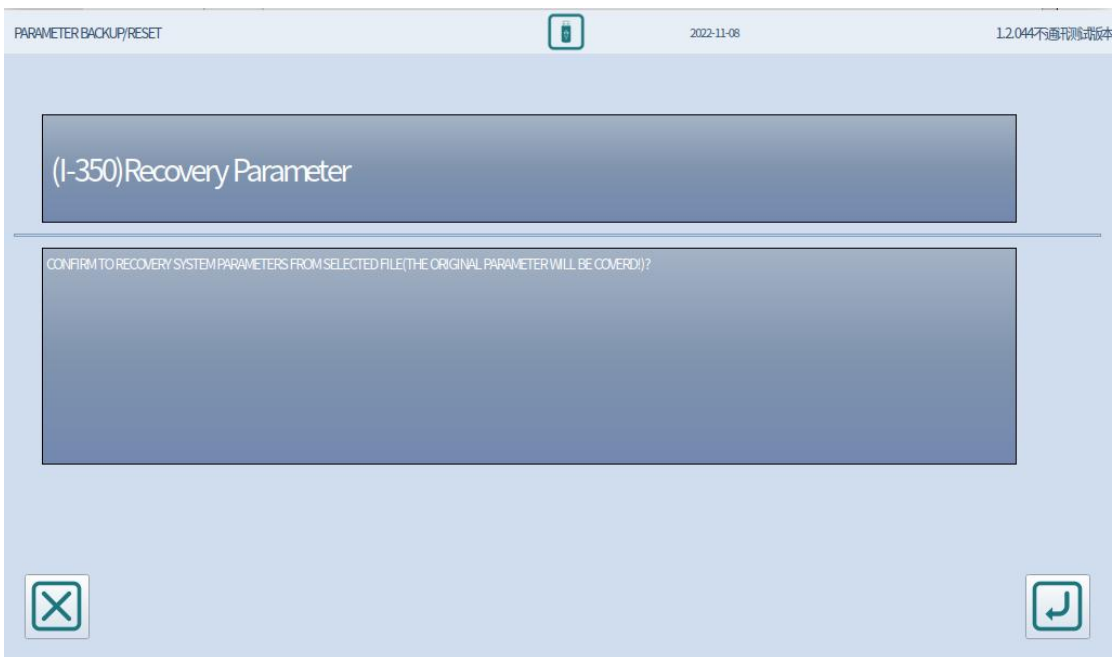 PARAMETER BACKUP/RESET
2022-11-08
1.2.044不通讯测试版本
(I-350)Recovery Parameter
CONFIRM TO RECOVERY SYSTEM PARAMETERS FROM SELECTED FILE(THE ORIGINAL PARAMETER WILL BE COVERD!)?